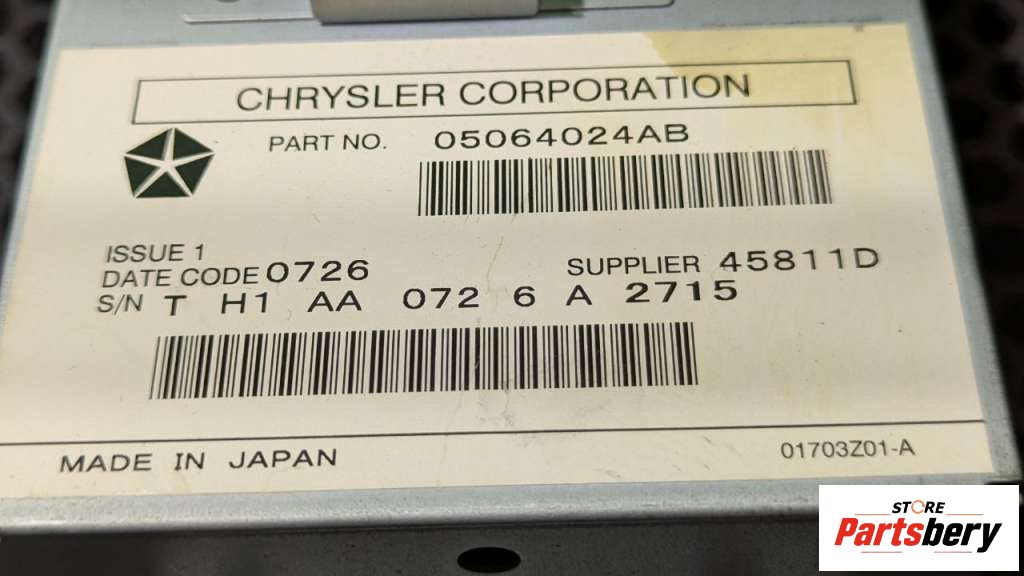 CHRYSLER CORPORATION
PART NO. 05064024AB
ISSUE 1
DATE CODE 0726
SUPPLIER 45811D
S/N T H1 AA 072 6 A 2715
MADE IN JAPAN
01703Z01-A
STORE
Partsbery